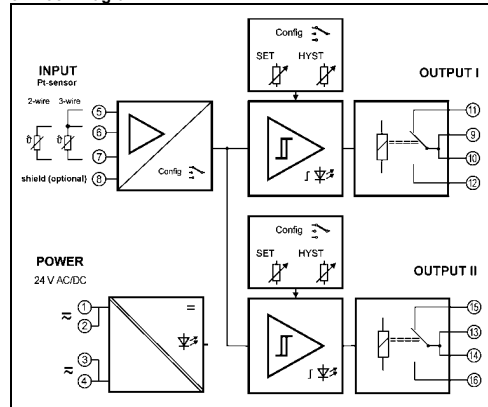 Config
SET HYST
INPUT
Pt-sensor
2-wire 3-wire
OUTPUT I
5
6
7
shield (optional) 8
Config
11
9
10
12
Config
SET HYST
POWER
24 V AC/DC
OUTPUT II
1
2
3
4
15
13
14
16